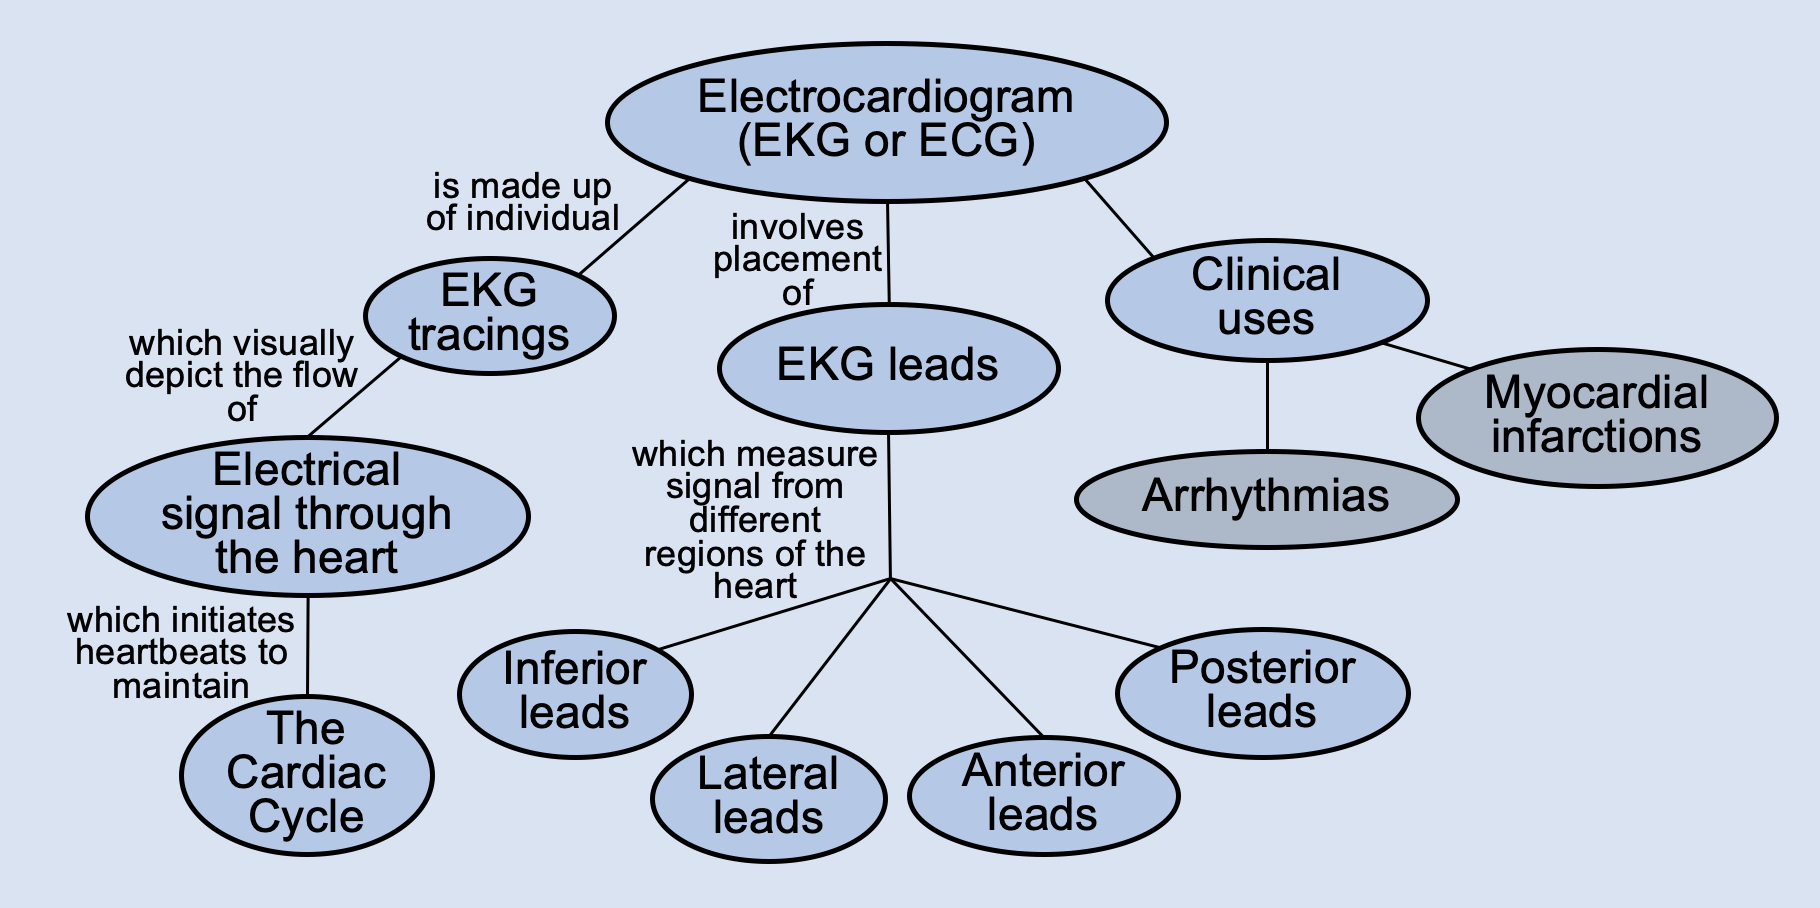 Electrocardiogram
(EKG or ECG)
is made up
of individual
involves
placement
of
EKG
tracings
Clinical
uses
which visually
depict the flow
of
EKG leads
Myocardial
infarctions
Electrical
signal through
the heart
which measure
signal from
different
regions of the
heart
Arrhythmias
which initiates
heartbeats to
maintain
The
Cardiac
Cycle
Inferior
leads
Lateral
leads
Anterior
leads
Posterior
leads